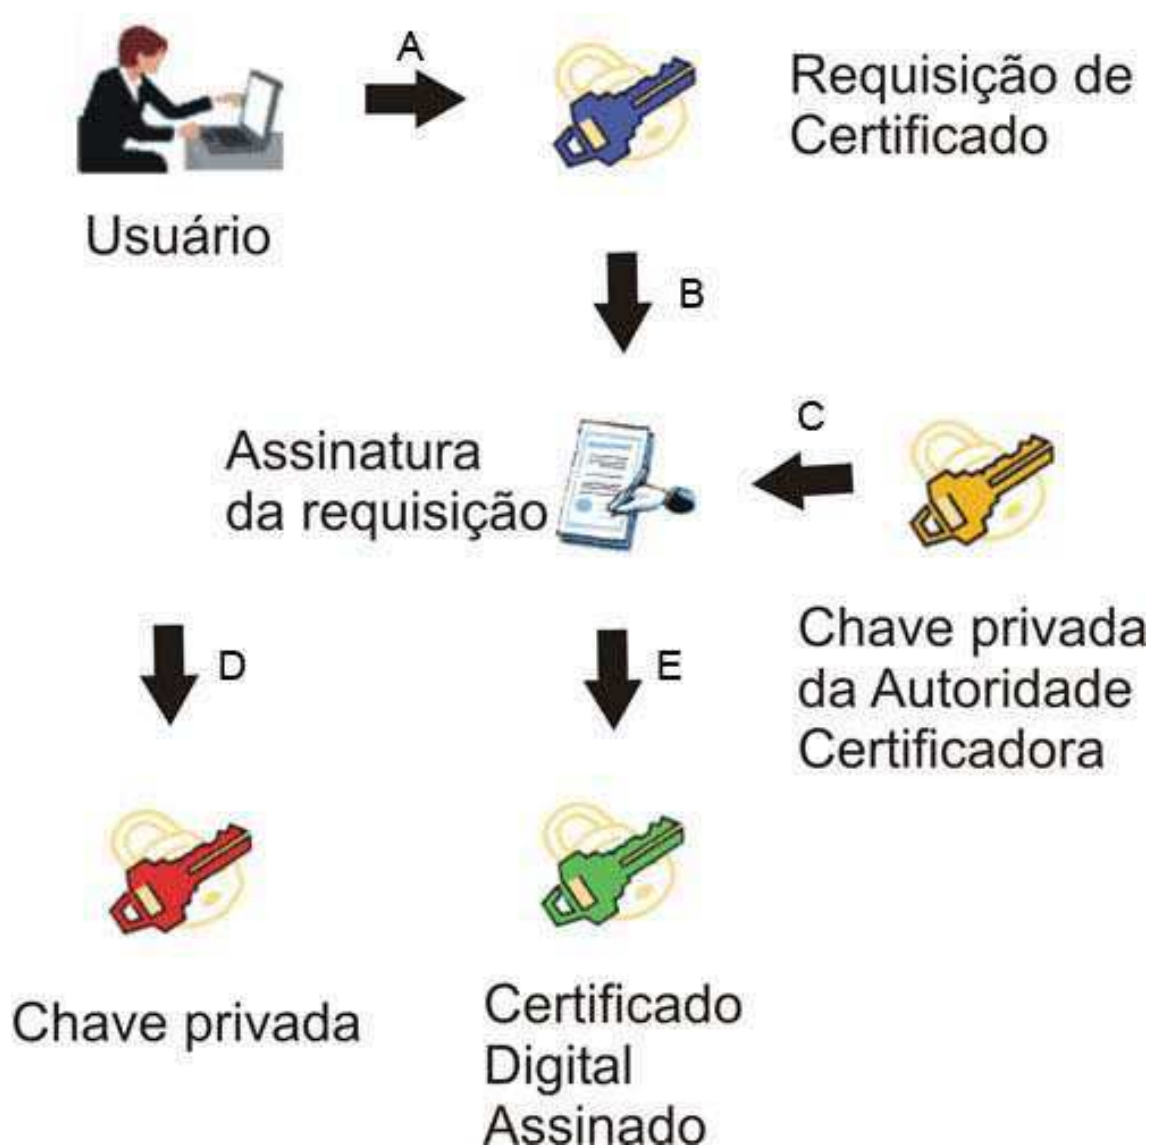 A
Requisição de
Certificado
Usuário
B
C
Assinatura
da requisição
Chave privada
da Autoridade
Certificadora
D
E
Chave privada
Certificado
Digital
Assinado